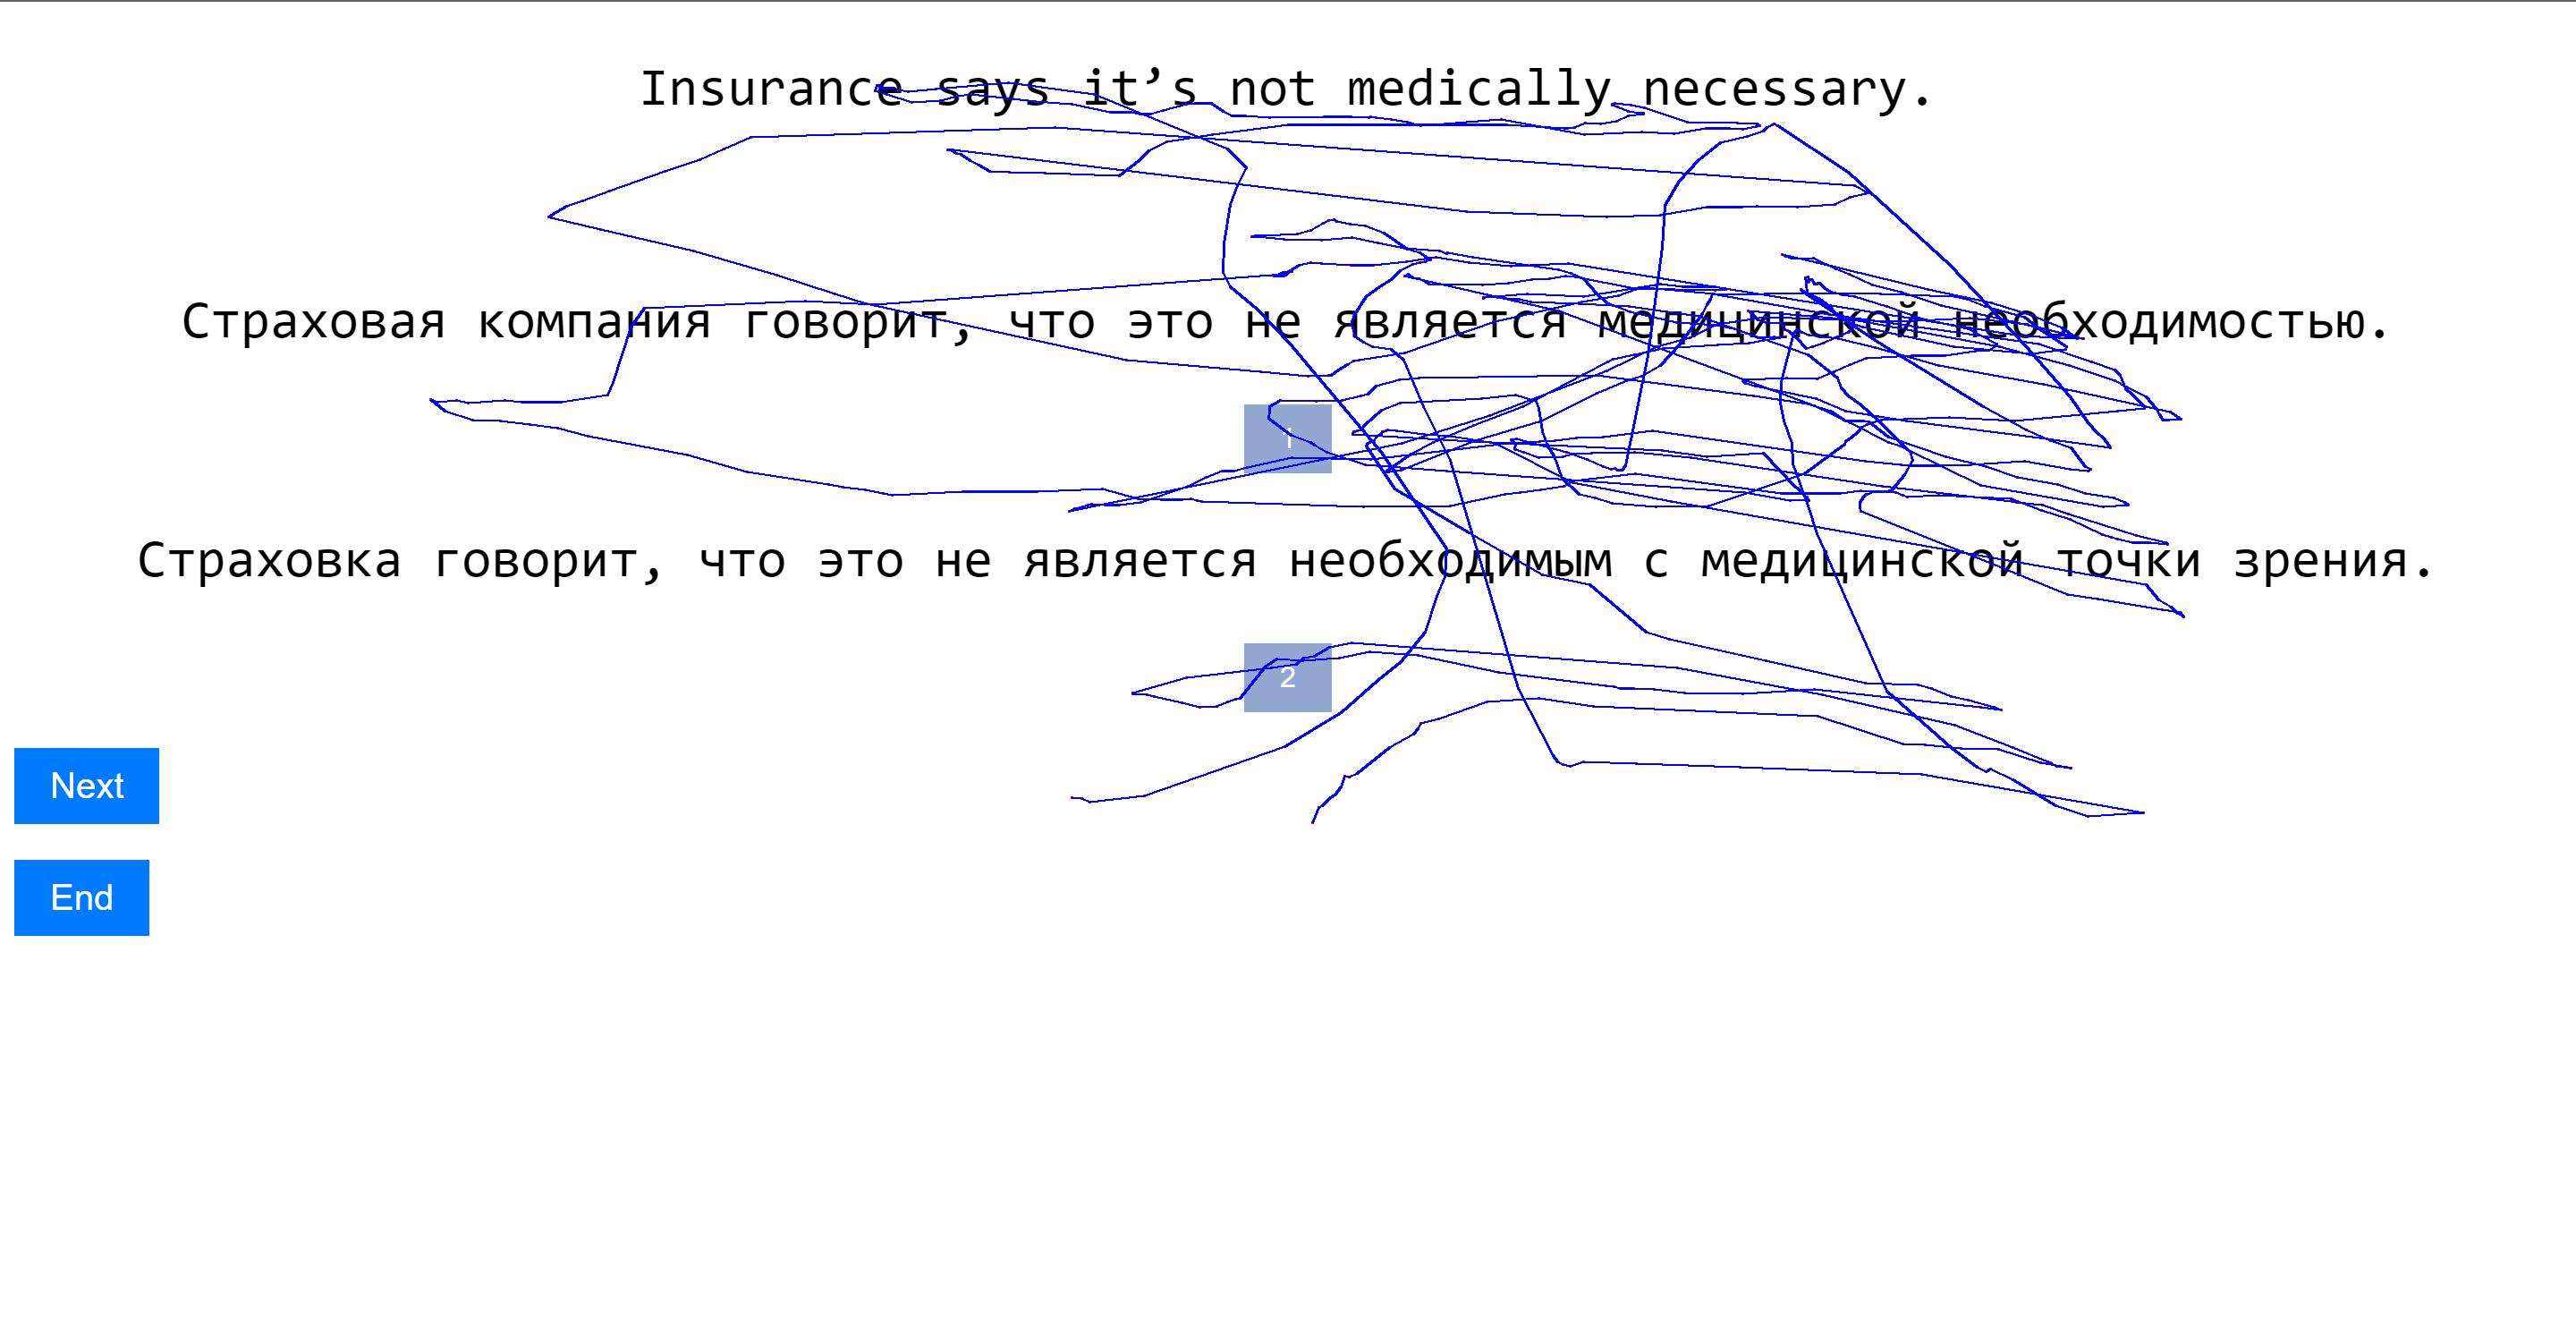 Insurance says it’s not medically necessary.
Страховая компания говорит, что это не является медицинской необходимостью.
1
Страховка говорит, что это не является необходимым с медицинской точки зрения.
2
Next
End